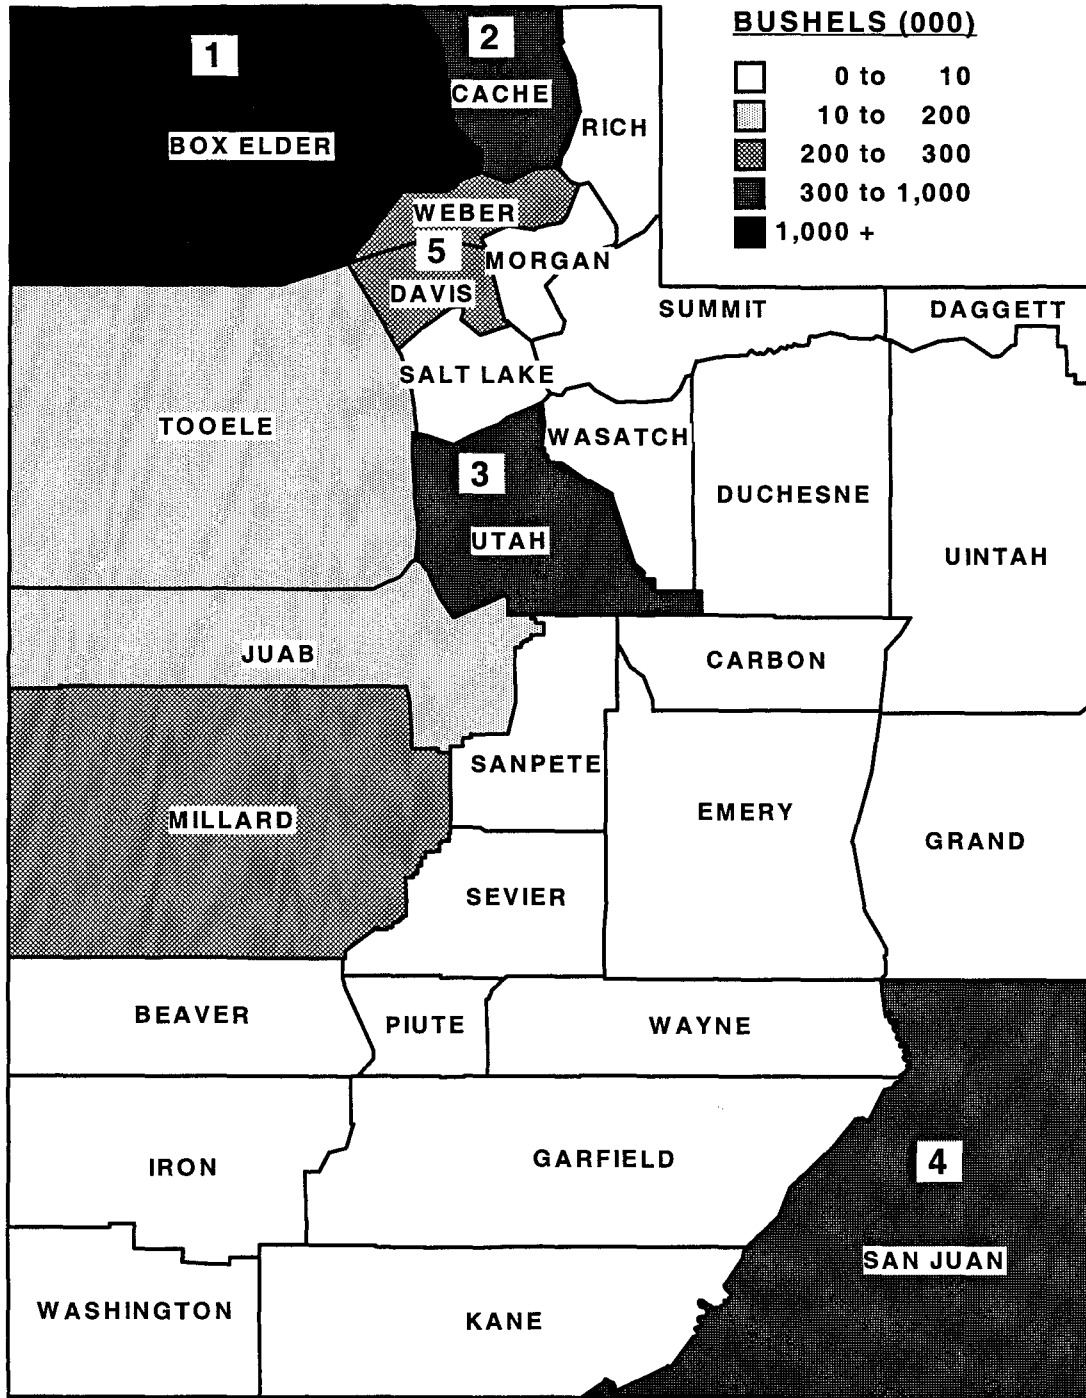 BUSHELS (000)
0 to 10
10 to 200
200 to 300
300 to 1,000
1,000 +
1
2
CACHE
RICH
BOX ELDER
WEBER
5
MORGAN
DAVIS
SUMMIT
DAGGETT
SALT LAKE
TOOELE
WASATCH
3
DUCHESNE
UTAH
UINTAH
JUAB
CARBON
SANPETE
MILLARD
EMERY
GRAND
SEVIER
BEAVER
PIUTE
WAYNE
IRON
GARFIELD
4
SAN JUAN
WASHINGTON
KANE